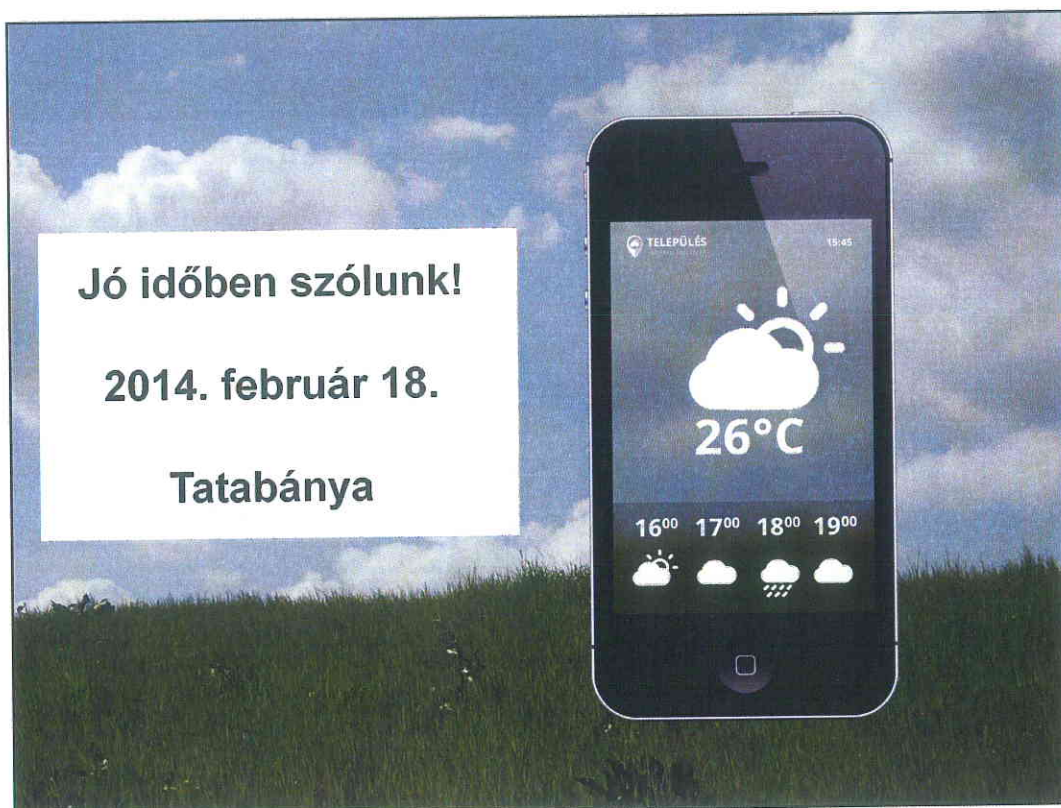 Jó időben szólunk!
2014. február 18.
Tatabánya
TELEPÜLÉS
15:45
26°C
16⁰⁰ 17⁰⁰ 18⁰⁰ 19⁰⁰